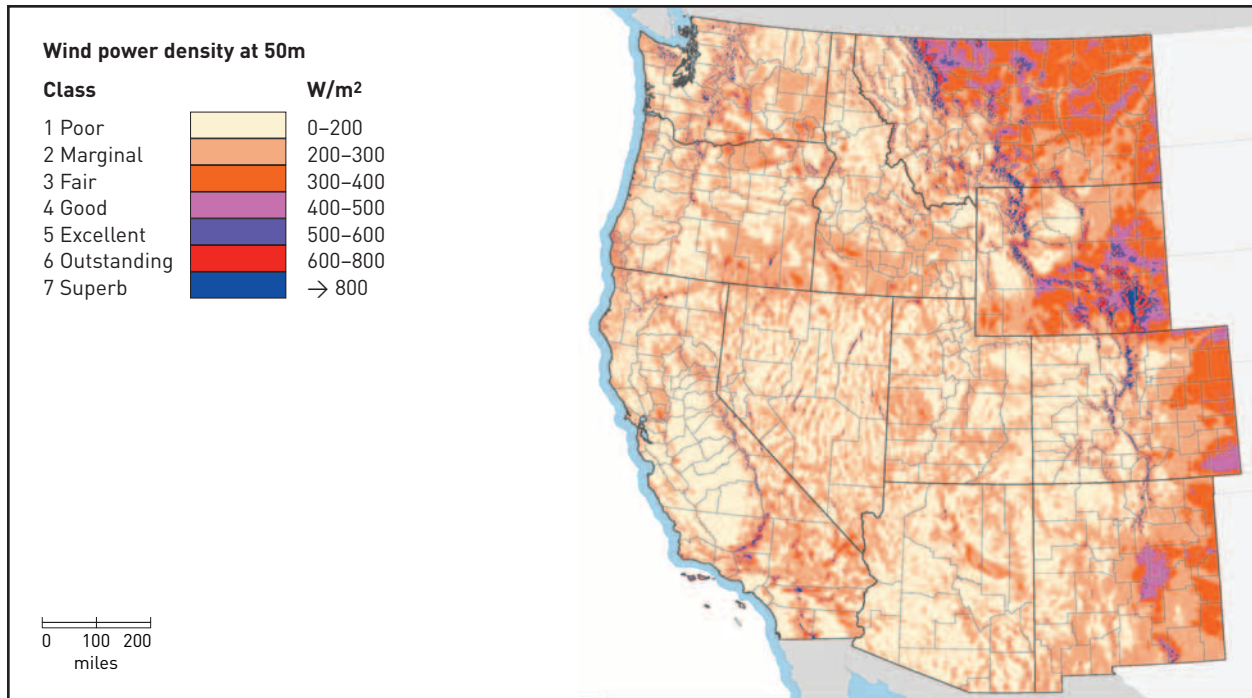 Wind power density at 50m
Class W/m²
1 Poor 0–200
2 Marginal 200–300
3 Fair 300–400
4 Good 400–500
5 Excellent 500–600
6 Outstanding 600–800
7 Superb → 800
0 100 200
miles